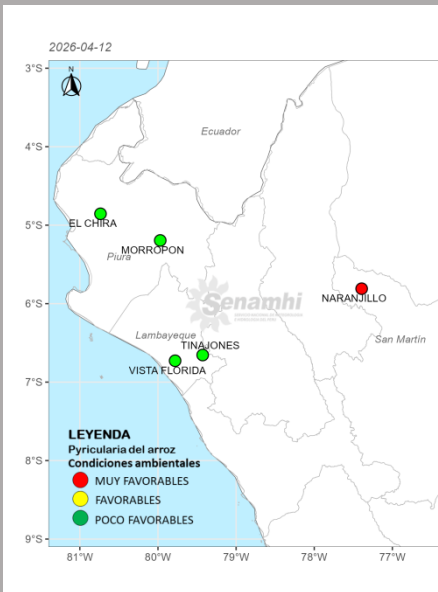 2026-04-12
3°S
N
4°S
Ecuador
EL CHIRA
5°S
MORROPON
Piura
6°S
Senamhi
NARANJILLO
Lambayeque
TINAJONES
San Martín
VISTA FLORIDA
7°S
LEYENDA
Pyricularia del arroz
Condiciones ambientales
MUY FAVORABLES
FAVORABLES
POCO FAVORABLES
8°S
9°S
81°W 80°W 79°W 78°W 77°W